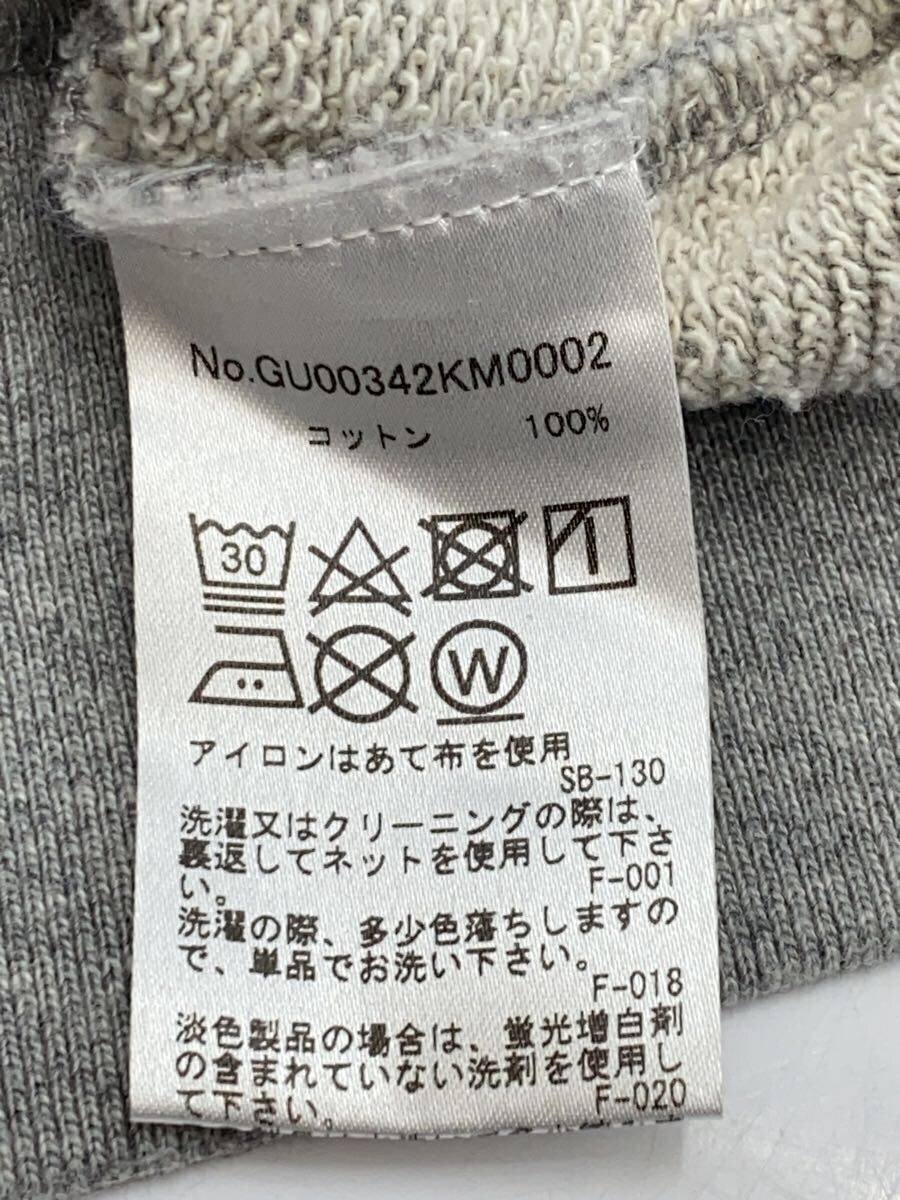 No.GU00342KM0002
コットン 100%
30
W
アイロンはあて布を使用
SB-130
洗濯又はクリーニングの際は、
裏返してネットを使用して下さ
い。
F-001
洗濯の際、多少色落ちしますの
で、単品でお洗い下さい。
F-018
淡色製品の場合は、蛍光増白剤
の含まれていない洗剤を使用し
て下さい。
F-020